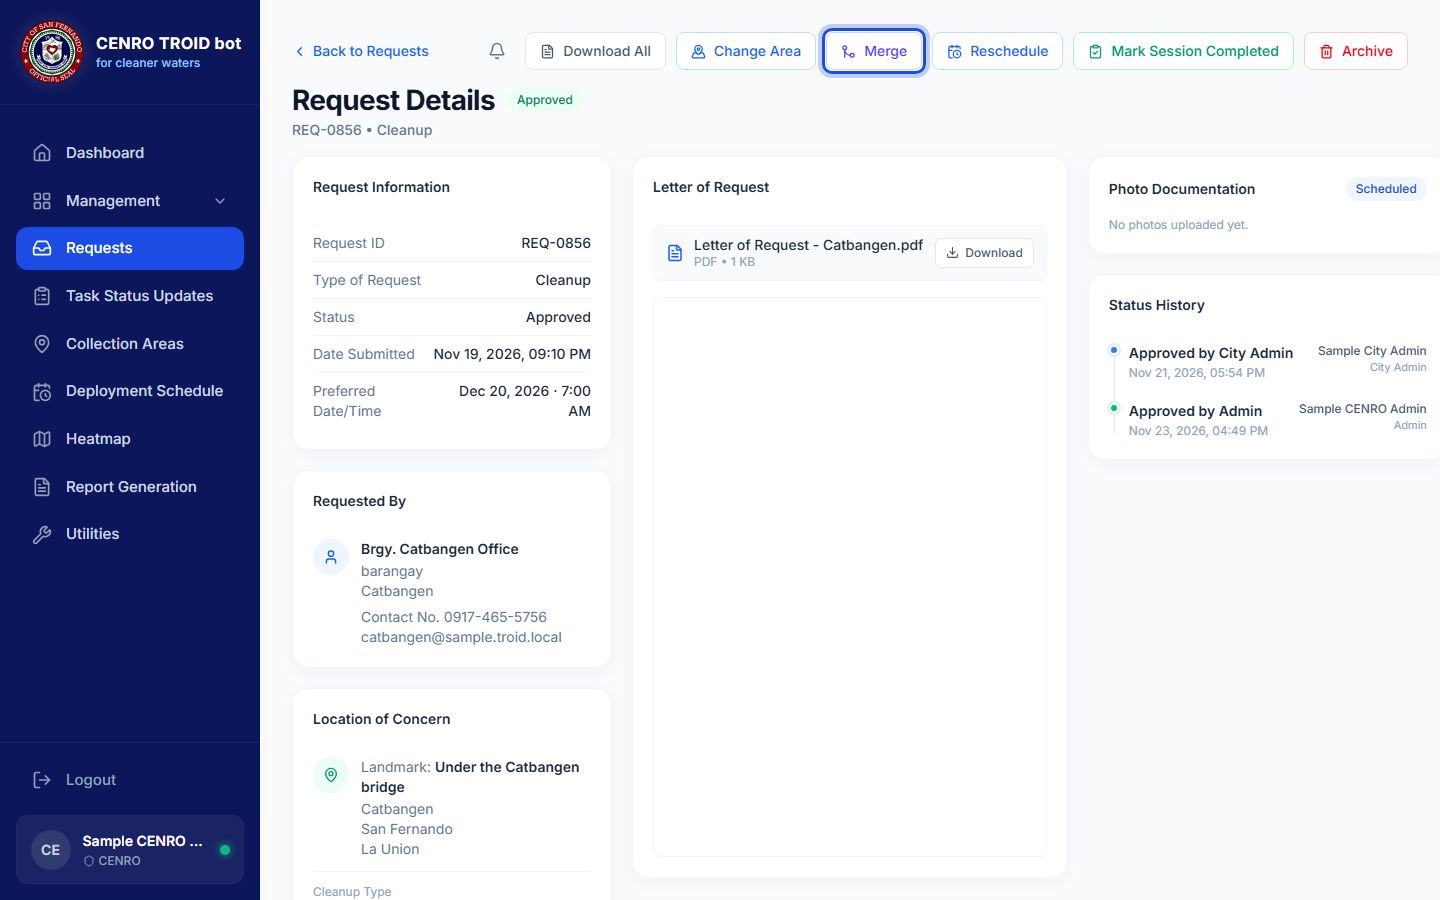 CITY OF SAN FERNANDO
OFFICIAL SEAL
CENRO TROID bot
for cleaner waters
Dashboard
Management
Requests
Task Status Updates
Collection Areas
Deployment Schedule
Heatmap
Report Generation
Utilities
Logout
CE
Sample CENRO ...
CENRO
Back to Requests
Download All
Change Area
Merge
Reschedule
Mark Session Completed
Archive
Request Details
Approved
REQ-0856 • Cleanup
Request Information
Request ID REQ-0856
Type of Request Cleanup
Status Approved
Date Submitted Nov 19, 2026, 09:10 PM
Preferred Date/Time
Dec 20, 2026 · 7:00 AM
Requested By
Brgy. Catbangen Office
barangay
Catbangen
Contact No. 0917-465-5756
catbangen@sample.troid.local
Location of Concern
Landmark: Under the Catbangen
bridge
Catbangen
San Fernando
La Union
Cleanup Type
Letter of Request
Letter of Request - Catbangen.pdf
PDF • 1 KB
Download
Photo Documentation
Scheduled
No photos uploaded yet.
Status History
Approved by City Admin
Nov 21, 2026, 05:54 PM
Sample City Admin
City Admin
Approved by Admin
Nov 23, 2026, 04:49 PM
Sample CENRO Admin
Admin